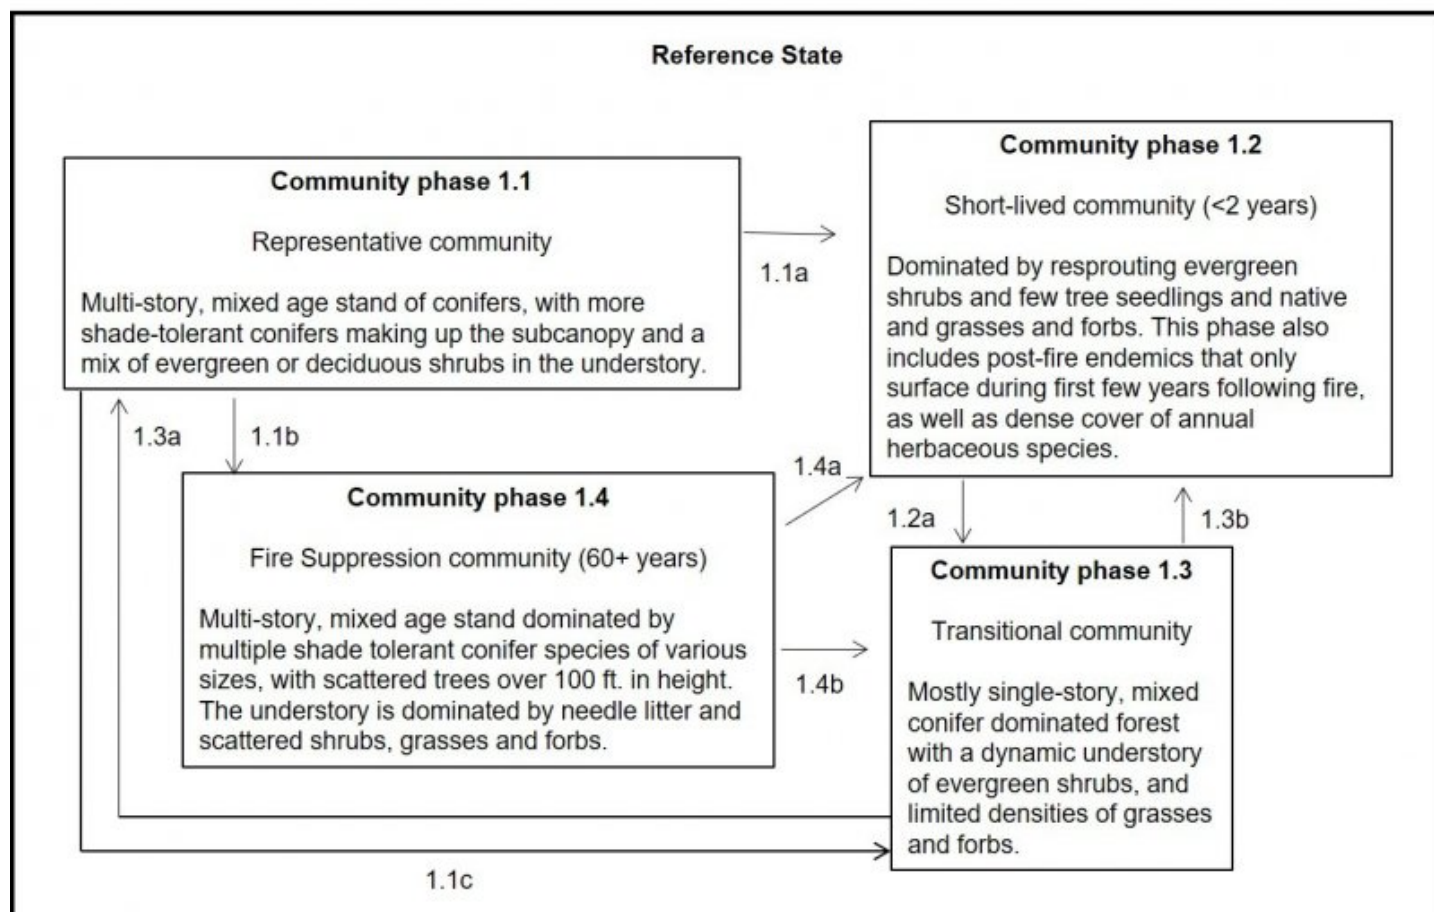 Reference State
Community phase 1.1
Representative community
Multi-story, mixed age stand of conifers, with more
shade-tolerant conifers making up the subcanopy and a
mix of evergreen or deciduous shrubs in the understory.
1.1a
Community phase 1.2
Short-lived community (<2 years)
Dominated by resprouting evergreen
shrubs and few tree seedlings and native
and grasses and forbs. This phase also
includes post-fire endemics that only
surface during first few years following fire,
as well as dense cover of annual
herbaceous species.
1.3a
1.1b
1.4a
1.2a
1.3b
Community phase 1.4
Fire Suppression community (60+ years)
Multi-story, mixed age stand dominated by
multiple shade tolerant conifer species of various
sizes, with scattered trees over 100 ft. in height.
The understory is dominated by needle litter and
scattered shrubs, grasses and forbs.
1.4b
Community phase 1.3
Transitional community
Mostly single-story, mixed
conifer dominated forest
with a dynamic understory
of evergreen shrubs, and
limited densities of grasses
and forbs.
1.1c